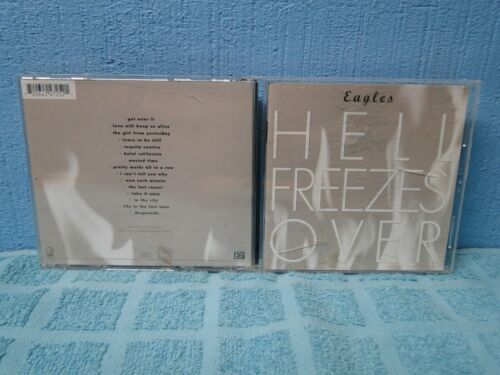 get over it
love will keep us alive
the girl from yesterday
learn to be still
tequila sunrise
hotel california
wasted time
pretty maids all in a row
i can't tell you why
new york minute
the last resort
take it easy
in the city
life in the fast lane
desperado
Eagles
HELL
FREEZES
OVER